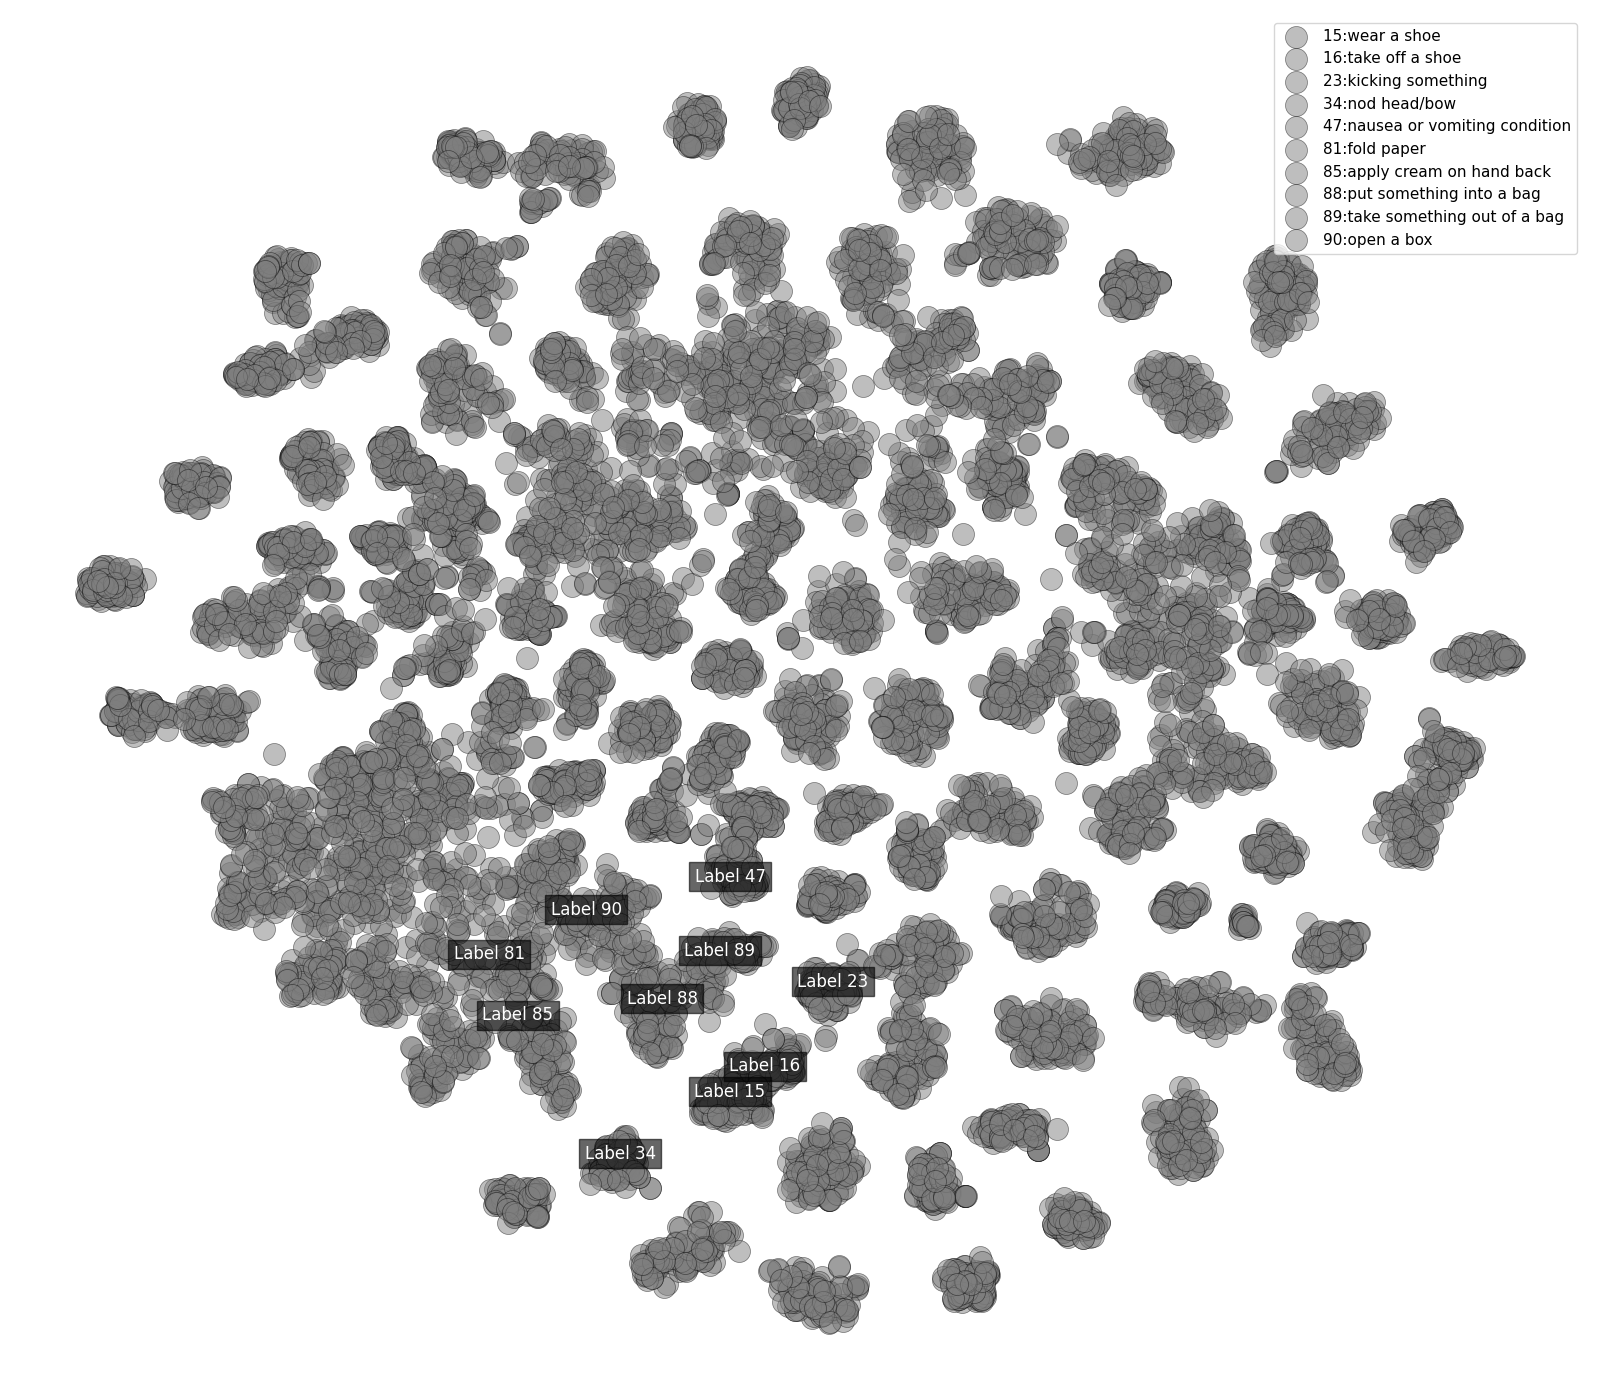 15:wear a shoe
16:take off a shoe
23:kicking something
34:nod head/bow
47:nausea or vomiting condition
81:fold paper
85:apply cream on hand back
88:put something into a bag
89:take something out of a bag
90:open a box
Label 47
Label 90
Label 89
Label 81
Label 23
Label 88
Label 85
Label 16
Label 15
Label 34